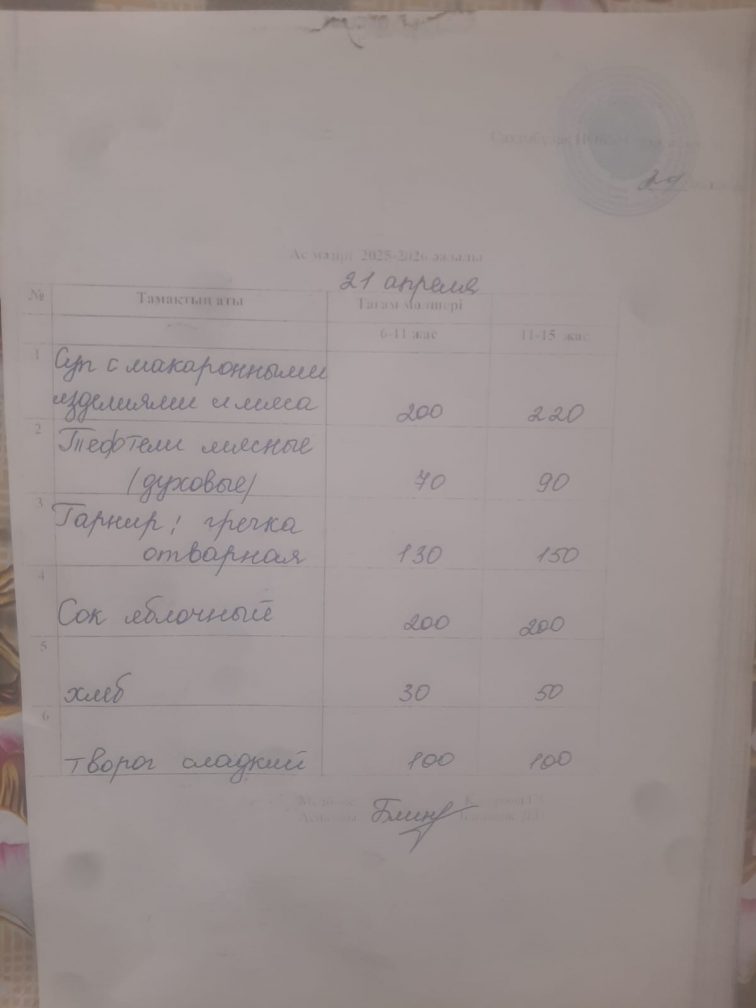 Ас мәзірі 2025-2026 жылы
21 апреля
№ Тамақтың аты Тағам мөлшері
6-11 жас 11-15 жас
1 Суп с макаронными
изделиями и мяса 200 220
2 Тефтели мясные
(духовые) 70 90
3 Гарнир: гречка
отварная 130 150
4 Сок яблочный 200 200
5 хлеб 30 50
6 творог сладкий 100 100